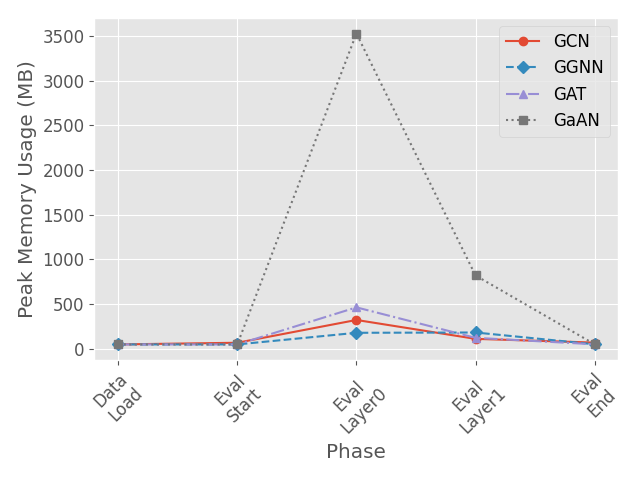 Peak Memory Usage (MB)
3500
3000
2500
2000
1500
1000
500
0
GCN
GGNN
GAT
GaAN
Data
Load
Eval
Start
Eval
Layer0
Eval
Layer1
Eval
End
Phase